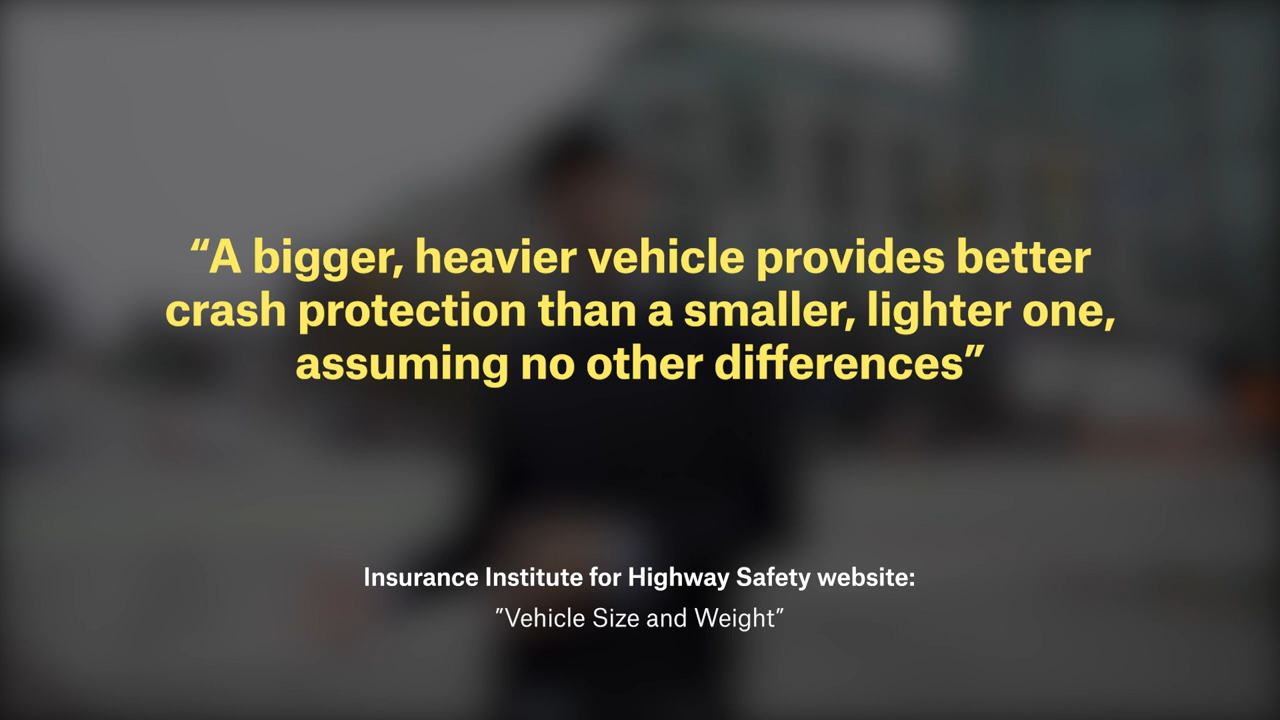 “A bigger, heavier vehicle provides better
crash protection than a smaller, lighter one,
assuming no other differences”
Insurance Institute for Highway Safety website:
”Vehicle Size and Weight”